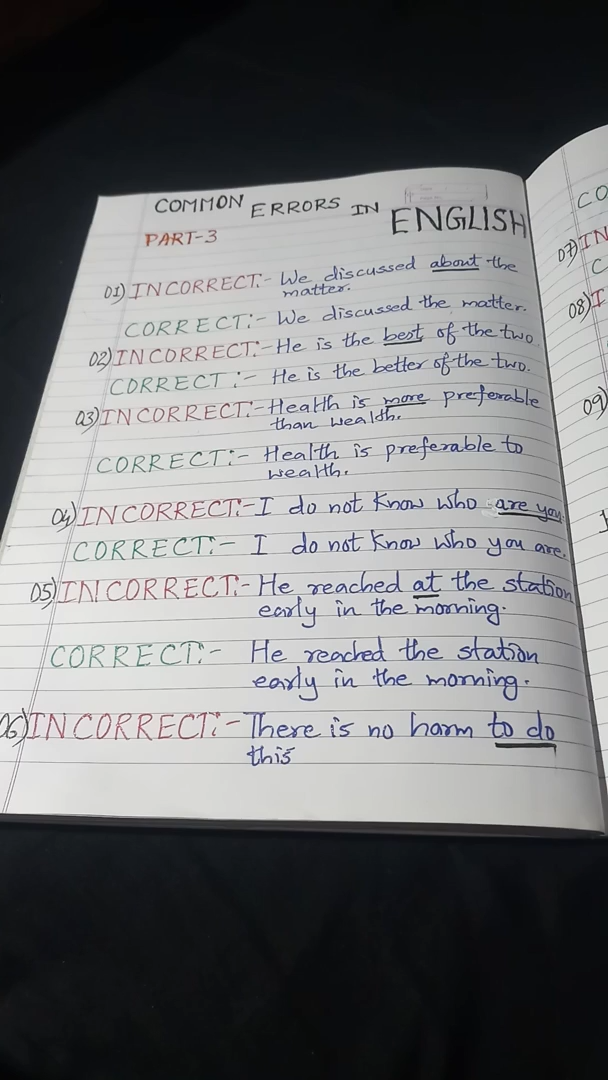 COMMON ERRORS IN ENGLISH
PART-3
01) INCORRECT:- We discussed about the
matter.
CORRECT:- We discussed the matter.
02) INCORRECT:- He is the best of the two
CORRECT:- He is the better of the two.
03) INCORRECT:- Health is more preferable
than wealth.
CORRECT:- Health is preferable to
wealth.
04) INCORRECT:- I do not know who are you.
CORRECT:- I do not know who you are.
05) INCORRECT:- He reached at the station
early in the morning.
CORRECT:- He reached the station
early in the morning.
06) INCORRECT:- There is no harm to do
this
CO
07) IN
C
08) I
09)